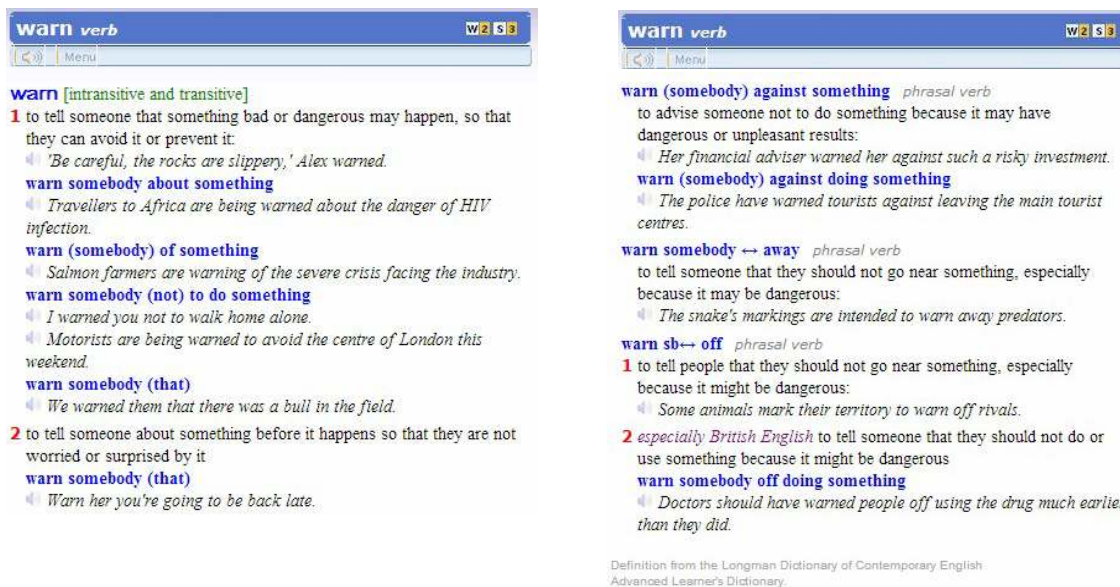 warn verb W2 S3
Menu
warn [intransitive and transitive]
1 to tell someone that something bad or dangerous may happen, so that
they can avoid it or prevent it:
'Be careful, the rocks are slippery,' Alex warned.
warn somebody about something
Travellers to Africa are being warned about the danger of HIV
infection.
warn (somebody) of something
Salmon farmers are warning of the severe crisis facing the industry.
warn somebody (not) to do something
I warned you not to walk home alone.
Motorists are being warned to avoid the centre of London this
weekend.
warn somebody (that)
We warned them that there was a bull in the field.
2 to tell someone about something before it happens so that they are not
worried or surprised by it
warn somebody (that)
Warn her you're going to be back late.
warn verb W2 S3
Menu
warn (somebody) against something phrasal verb
to advise someone not to do something because it may have
dangerous or unpleasant results:
Her financial adviser warned her against such a risky investment.
warn (somebody) against doing something
The police have warned tourists against leaving the main tourist
centres.
warn somebody ↔ away phrasal verb
to tell someone that they should not go near something, especially
because it may be dangerous:
The snake's markings are intended to warn away predators.
warn sb↔ off phrasal verb
1 to tell people that they should not go near something, especially
because it might be dangerous:
Some animals mark their territory to warn off rivals.
2 especially British English to tell someone that they should not do or
use something because it might be dangerous
warn somebody off doing something
Doctors should have warned people off using the drug much earlie
than they did.
Definition from the Longman Dictionary of Contemporary English
Advanced Learner's Dictionary.